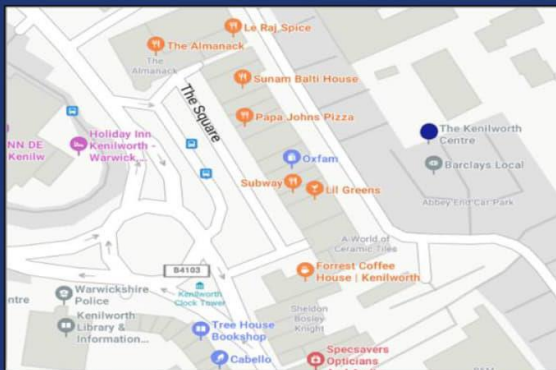 Le Raj Spice
The Almanack
The
Almanack
Sunam Balti House
The Square
Papa Johns Pizza
Holiday Inn
Kenilworth -
Warwick...
NN DE
Kenilw
The Kenilworth
Centre
Oxfam
Barclays Local
Subway
Lil Greens
Abbey End Car Park
A World of
Ceramic Tiles
B4103
Forrest Coffee
House | Kenilworth
Warwickshire
Police
Kenilworth
Clock Tower
ntre
Kenilworth
Library &
Information...
Sheldon
Bosley
Knight
Tree House
Bookshop
Cabello
Specsavers
Opticians